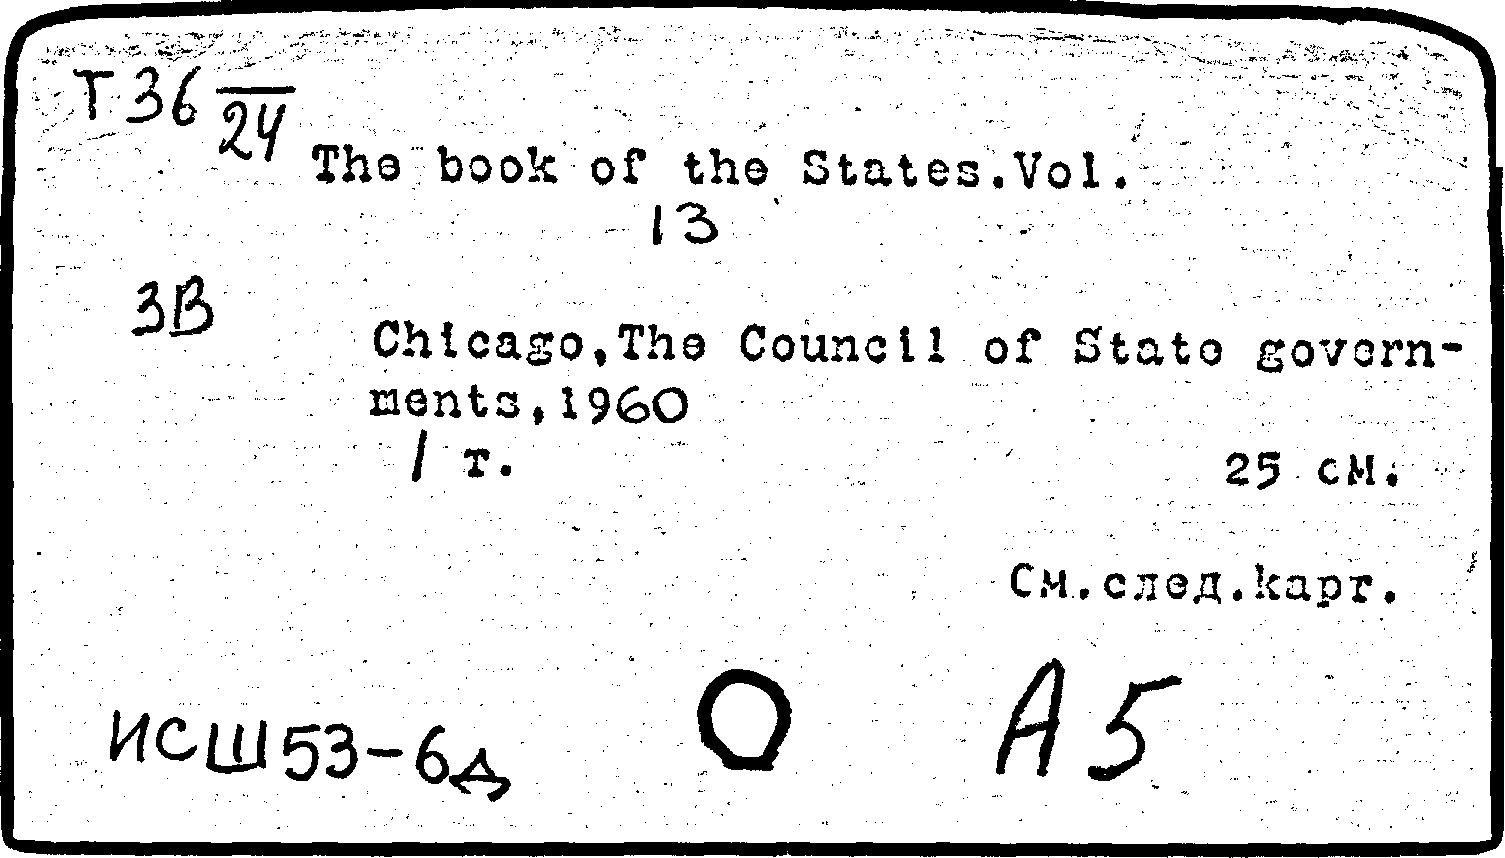 Т36
24
The book of the States.Vol.
13
3В
Chicago,The Council of State govern-
ments,1960
1 т.
25 см.
См.след.карт.
ИСШ53-6д
А5